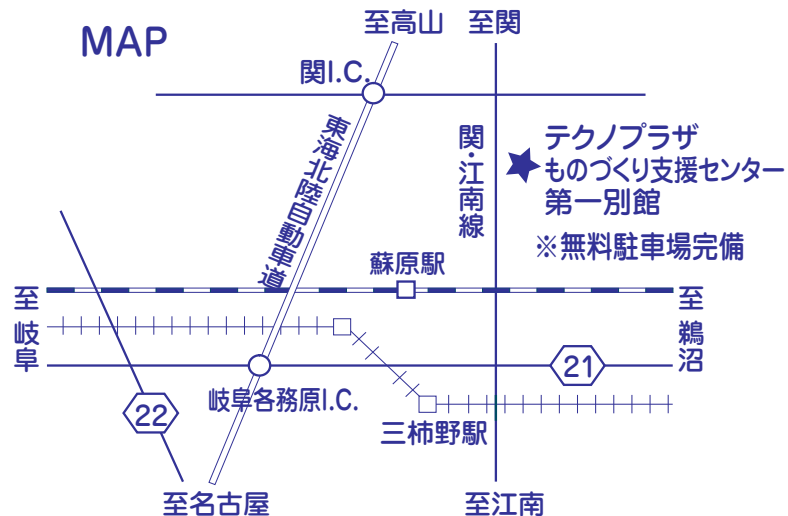 MAP
至高山
至関
関I.C.
東海北陸自動車道
関・江南線
テクノプラザ
ものづくり支援センター
第一別館
※無料駐車場完備
蘇原駅
至岐阜
至鵜沼
21
22
岐阜各務原I.C.
三柿野駅
至名古屋
至江南